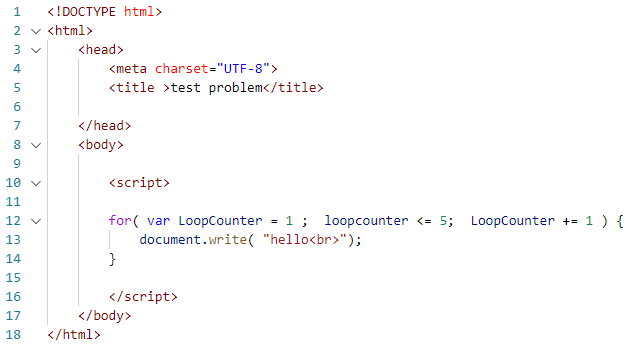 1 <!DOCTYPE html>
2 <html>
3 <head>
4 <meta charset="UTF-8">
5 <title >test problem</title>
6
7 </head>
8 <body>
9
10 <script>
11
12 for( var LoopCounter = 1 ;  loopcounter <= 5;  LoopCounter += 1 ) {
13 document.write( "hello<br>");
14 }
15
16 </script>
17 </body>
18 </html>